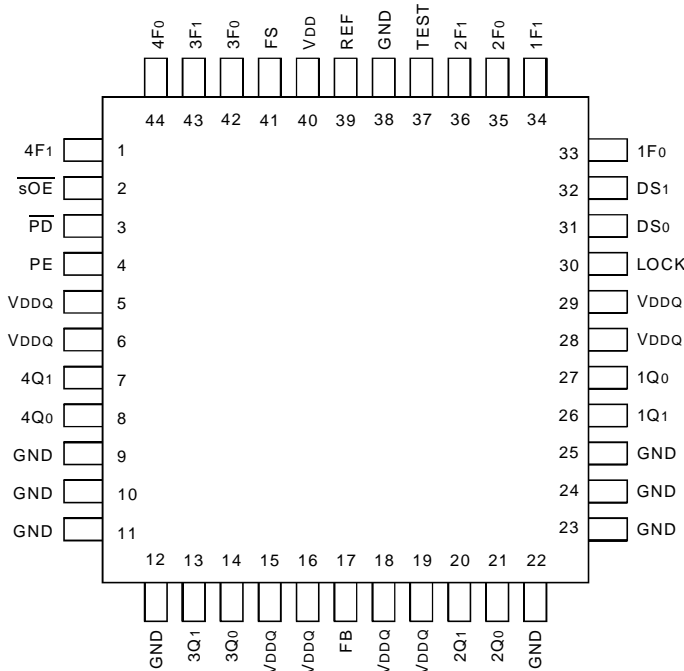 4F0 3F1 3F0 FS VDD REF GND TEST 2F1 2F0 1F1
44 43 42 41 40 39 38 37 36 35 34
4F1 1 33 1F0
sOE 2 32 DS1
PD 3 31 DS0
PE 4 30 LOCK
VDDQ 5 29 VDDQ
VDDQ 6 28 VDDQ
4Q1 7 27 1Q0
4Q0 8 26 1Q1
GND 9 25 GND
GND 10 24 GND
GND 11 23 GND
12 13 14 15 16 17 18 19 20 21 22
GND 3Q1 3Q0 VDDQ VDDQ FB VDDQ VDDQ 2Q1 2Q0 GND